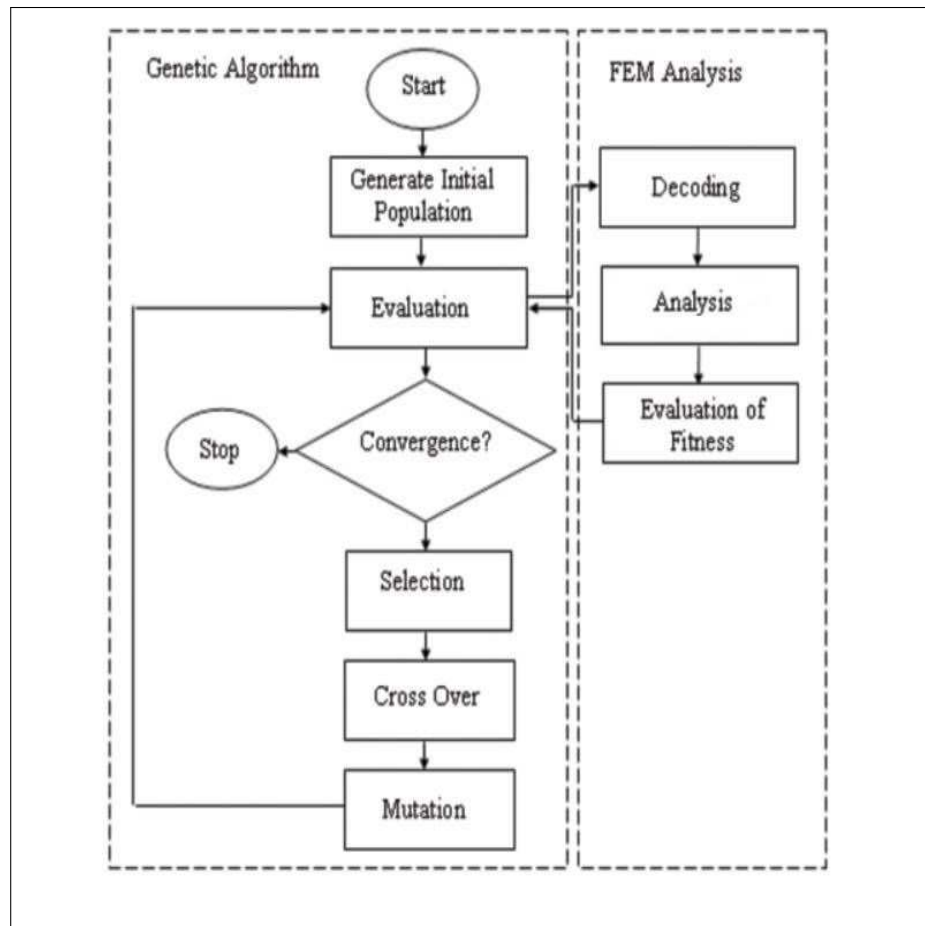 Genetic Algorithm
Start
Generate Initial
Population
Evaluation
Convergence?
Stop
Selection
Cross Over
Mutation
FEM Analysis
Decoding
Analysis
Evaluation of
Fitness